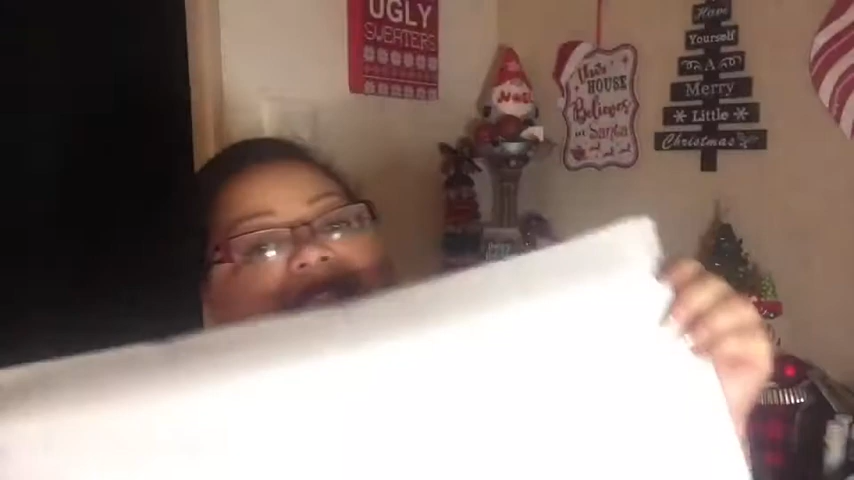 UGLY
SWEATERS
This
HOUSE
Believes
IN Santa
Have
Yourself
A
Merry
Little
Christmas